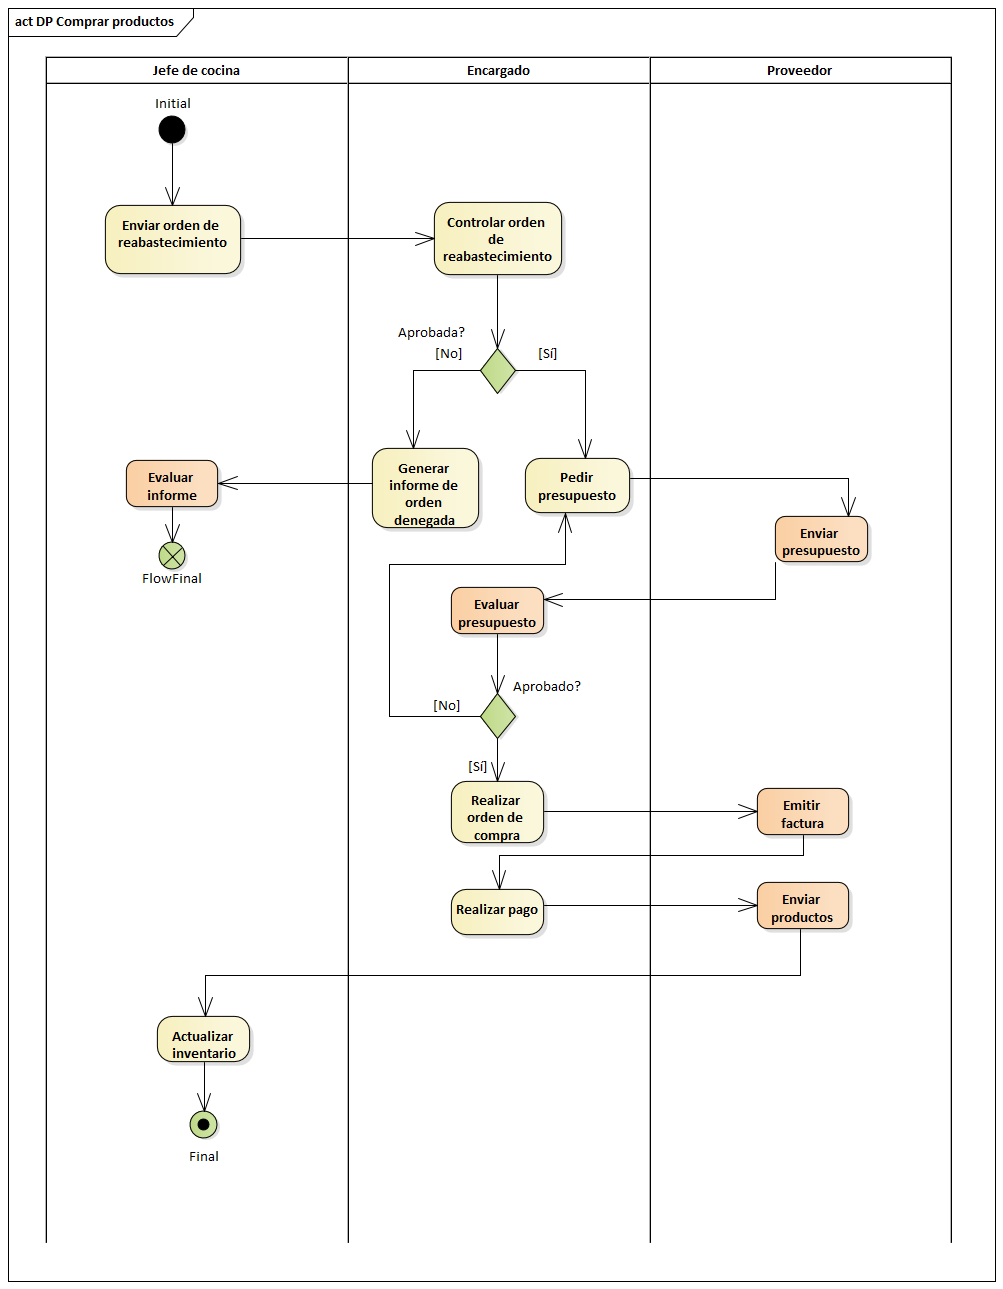 act DP Comprar productos
Jefe de cocina
Encargado
Proveedor
Initial
Enviar orden de
reabastecimiento
Controlar orden
de
reabastecimiento
Aprobada?
[No]
[Sí]
Evaluar
informe
Generar
informe de
orden
denegada
Pedir
presupuesto
Enviar
presupuesto
FlowFinal
Evaluar
presupuesto
Aprobado?
[No]
[Sí]
Realizar
orden de
compra
Emitir
factura
Realizar pago
Enviar
productos
Actualizar
inventario
Final